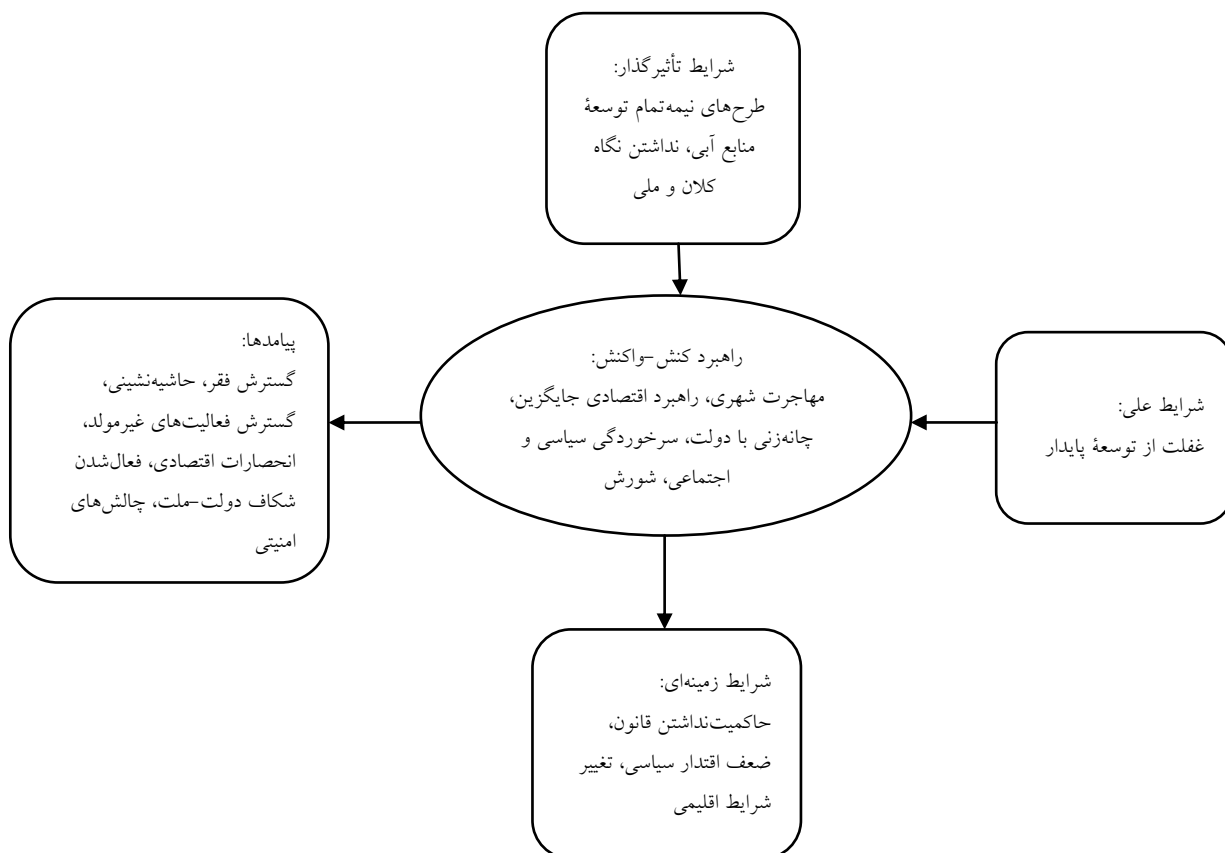 شرایط تأثیرگذار:
طرح‌های نیمه‌تمام توسعۀ
منابع آبی، نداشتن نگاه
کلان و ملی
شرایط علی:
غفلت از توسعۀ پایدار
راهبرد کنش–واکنش:
مهاجرت شهری، راهبرد اقتصادی جایگزین،
چانه‌زنی با دولت، سرخوردگی سیاسی و
اجتماعی، شورش
پیامدها:
گسترش فقر، حاشیه‌نشینی،
گسترش فعالیت‌های غیرمولد،
انحصارات اقتصادی، فعال‌شدن
شکاف دولت–ملت، چالش‌های
امنیتی
شرایط زمینه‌ای:
حاکمیت‌نداشتن قانون،
ضعف اقتدار سیاسی، تغییر
شرایط اقلیمی